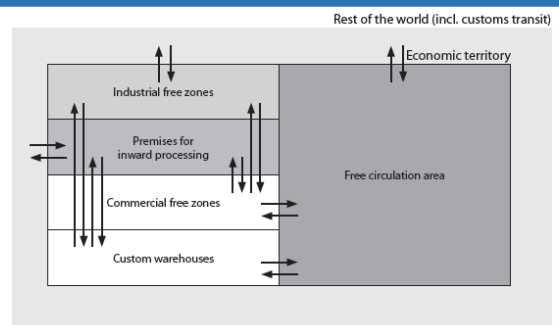 Rest of the world (incl. customs transit)
Economic territory
Industrial free zones
Premises for
inward processing
Free circulation area
Commercial free zones
Custom warehouses